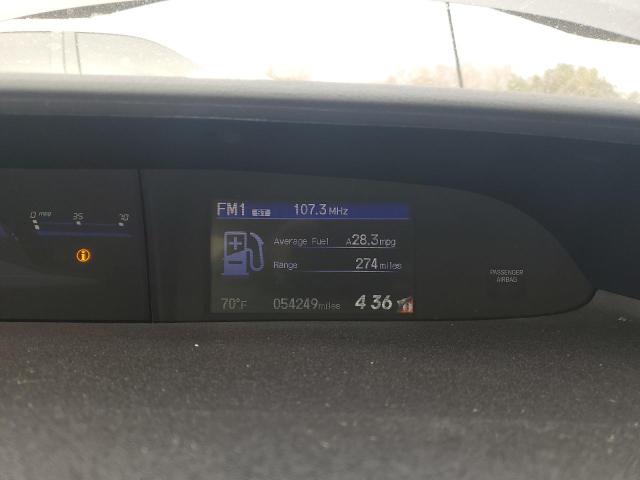 FM1 ST 107.3 MHz
0 mpg 35 70
Average Fuel A28.3mpg
Range 274 miles
PASSENGER
AIRBAG
70°F 054249miles 4 36